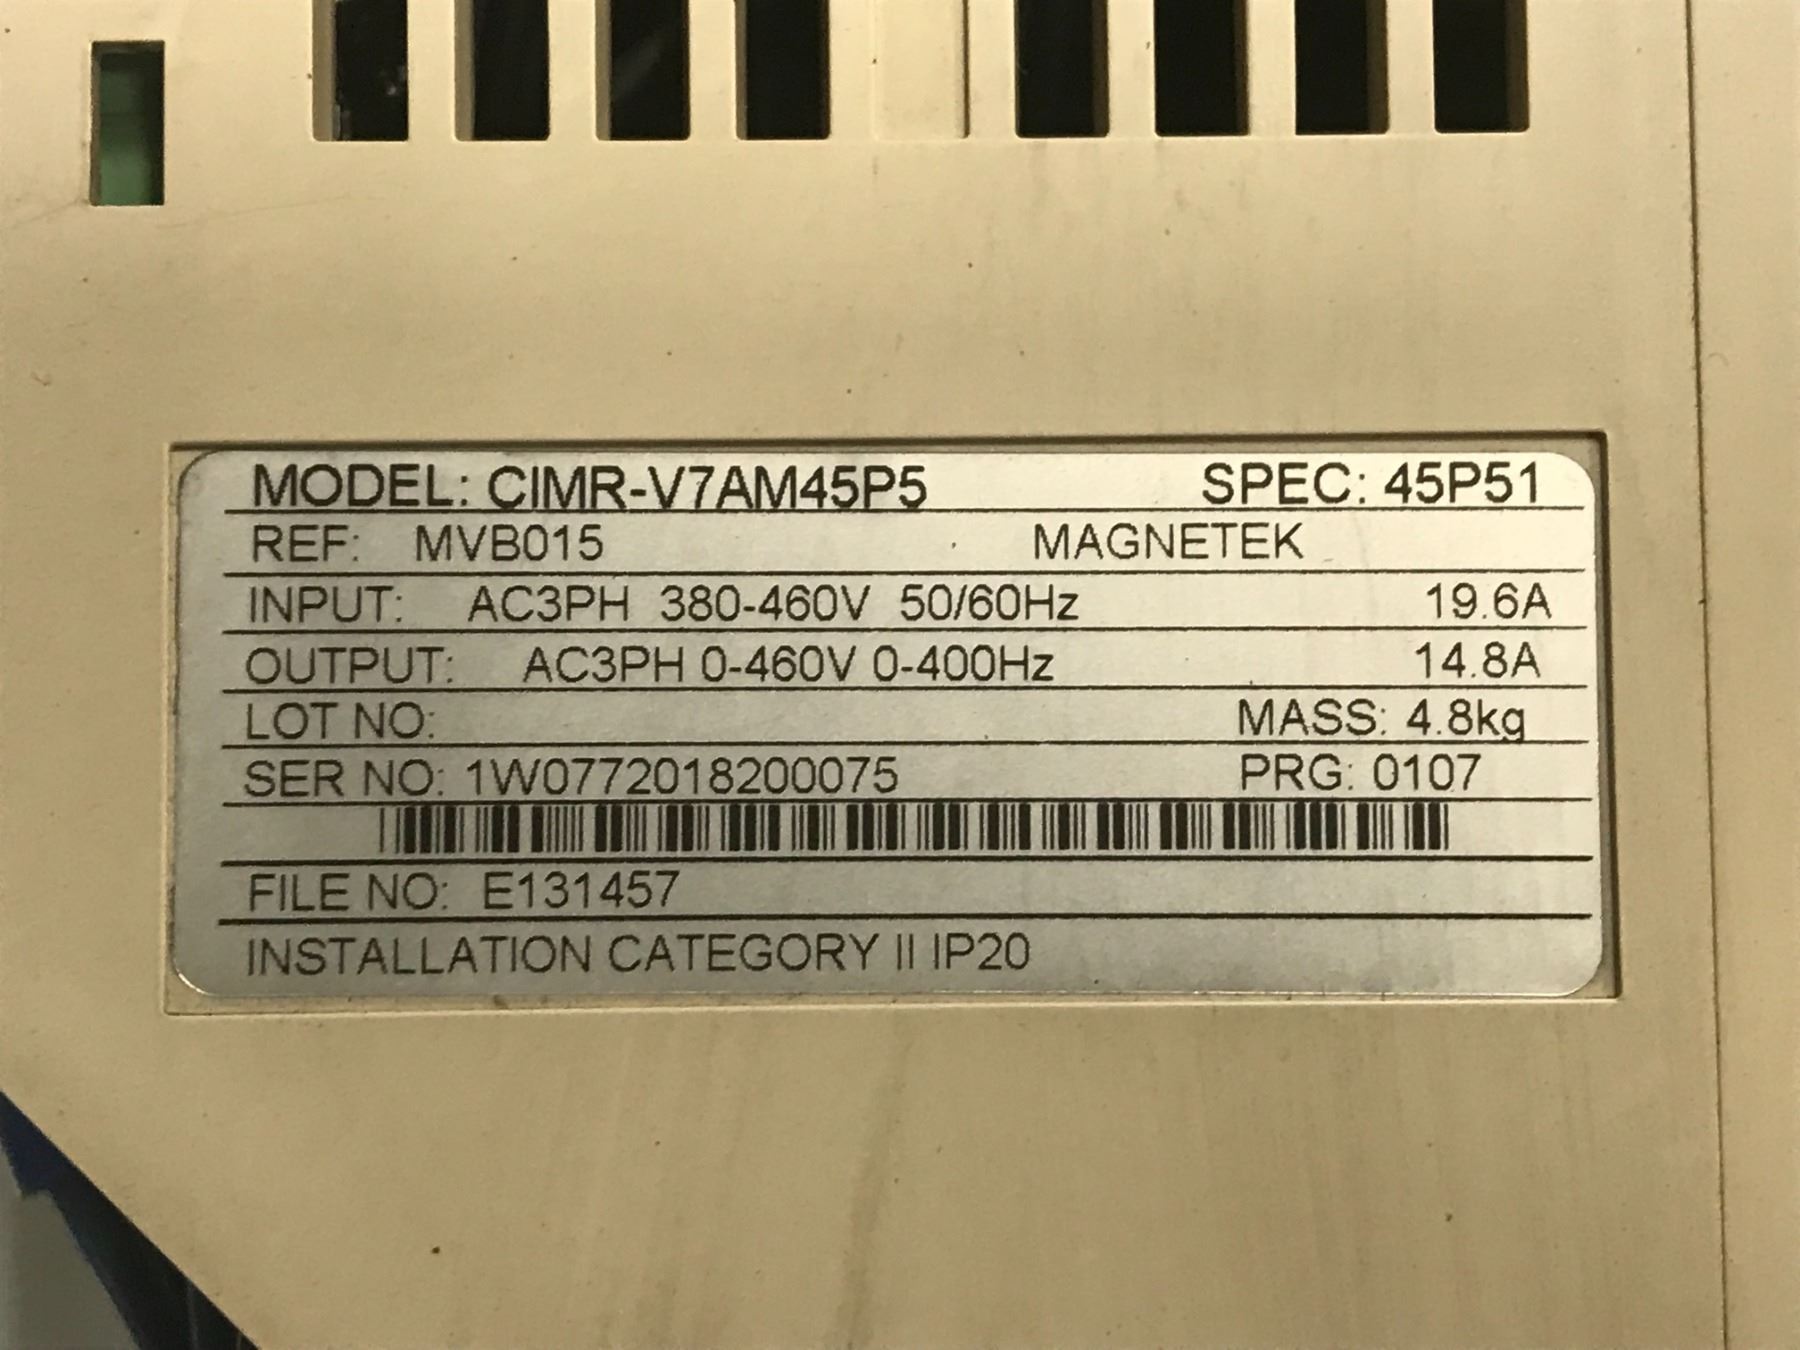 MODEL: CIMR-V7AM45P5 SPEC: 45P51
REF: MVB015 MAGNETEK
INPUT: AC3PH 380-460V 50/60Hz 19.6A
OUTPUT: AC3PH 0-460V 0-400Hz 14.8A
LOT NO: MASS: 4.8kg
SER NO: 1W0772018200075 PRG: 0107
FILE NO: E131457
INSTALLATION CATEGORY II IP20